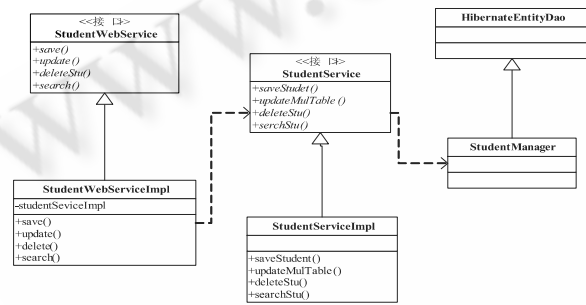 <<接 口>>
StudentWebService
+save()
+update()
+deleteStu()
+search()
<<接 口>>
StudentService
+saveStudet()
+updateMulTable()
+deleteStu()
+serchStu()
HibernateEntityDao
StudentManager
StudentWebServiceImpl
-studentSeviceImpl
+save()
+update()
+delete()
+search()
StudentServiceImpl
+saveStudent()
+updateMulTable()
+deleteStu()
+searchStu()